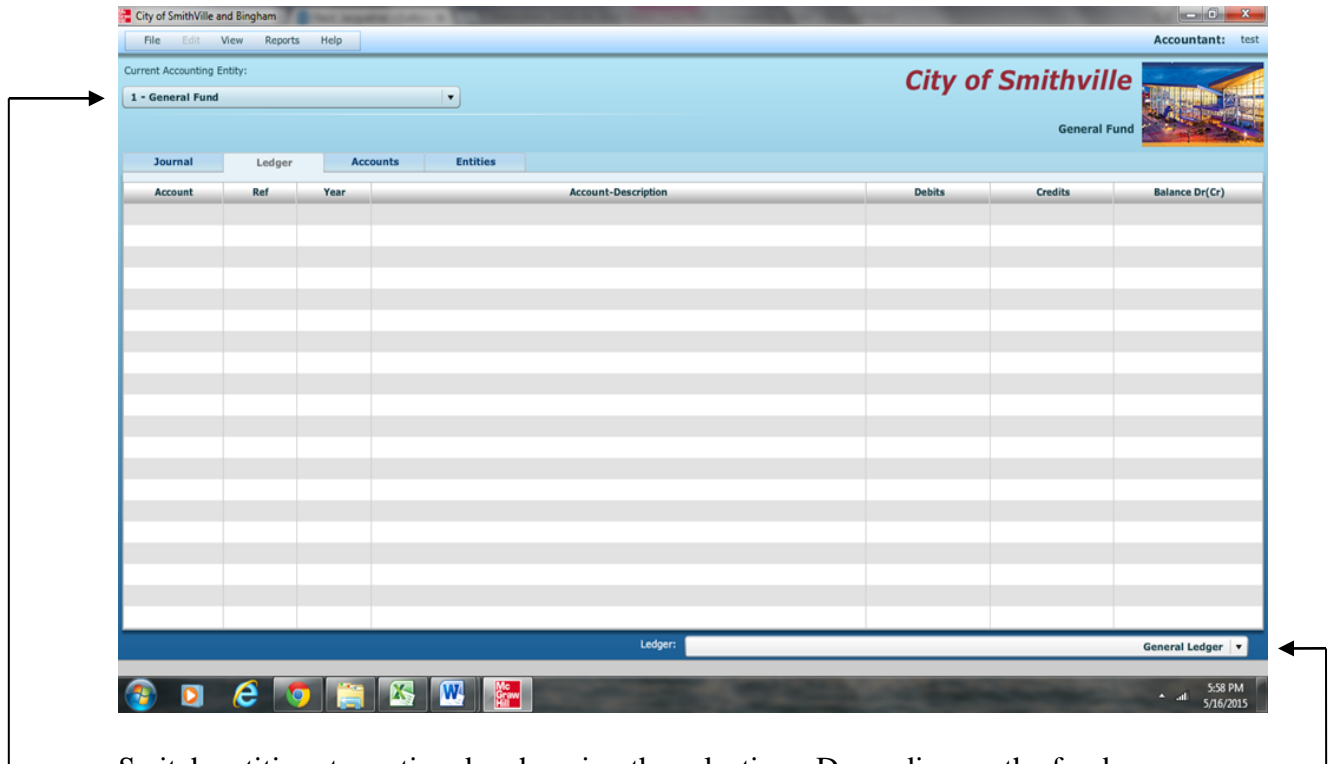 City of SmithVille and Bingham
File Edit View Reports Help
Accountant: test
Current Accounting Entity:
1 - General Fund
City of Smithville
General Fund
Journal Ledger Accounts Entities
Account Ref Year Account-Description Debits Credits Balance Dr(Cr)
Ledger: General Ledger
Mc
Graw
Hill
5:58 PM
5/16/2015